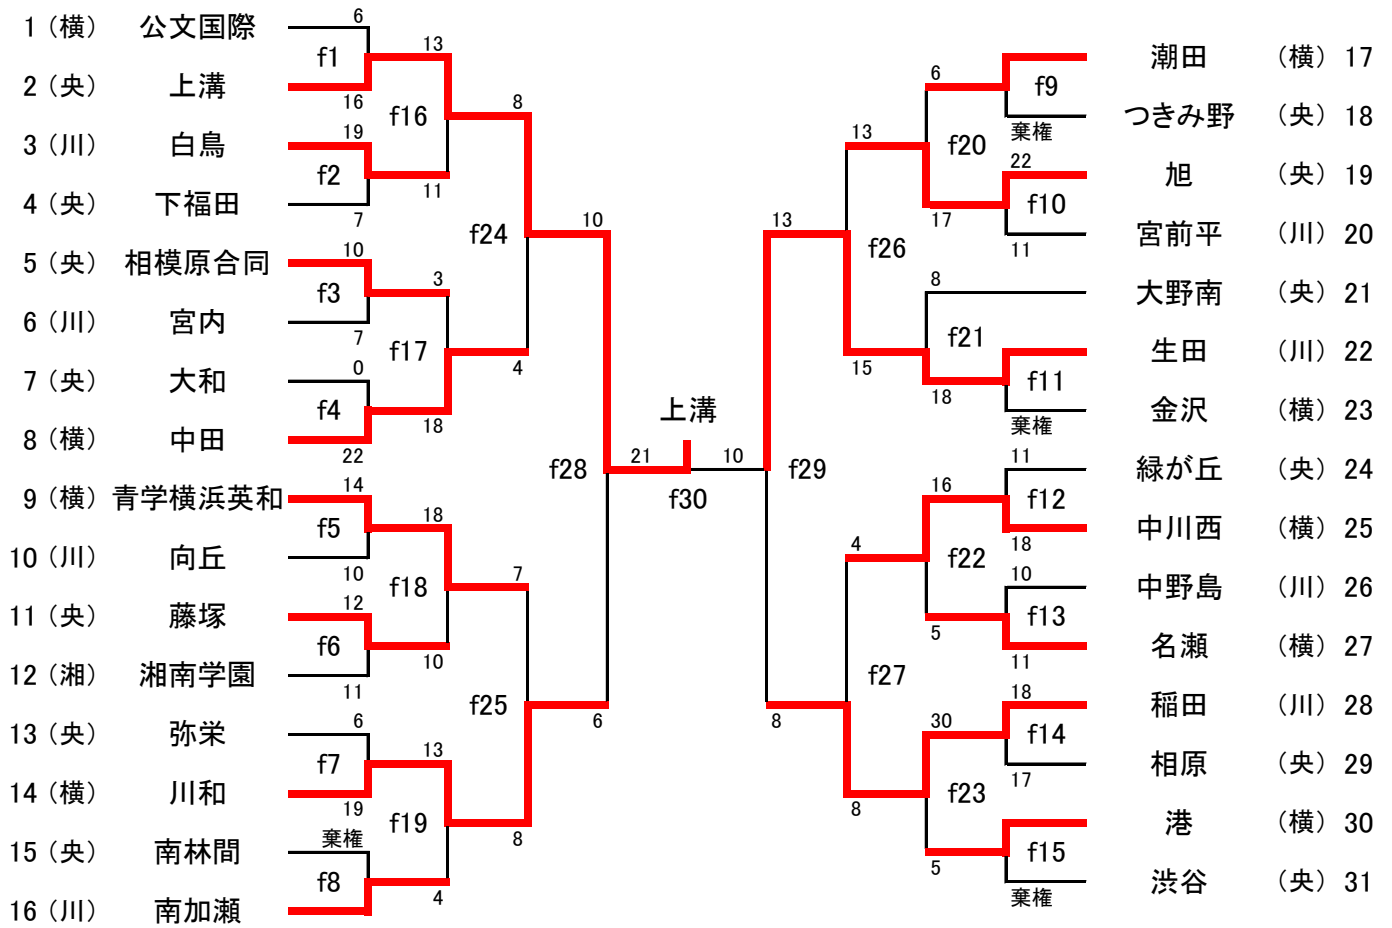 1（横） 公文国際 6
f1 13
2（央） 上溝 16
f16 8
3（川） 白鳥 19
f2 11
4（央） 下福田 7
f24 10
5（央） 相模原合同 10
f3 3
6（川） 宮内 7
f17 4
7（央） 大和 0
f4 18
8（横） 中田 22
f28 21
9（横） 青学横浜英和 14
f5 18
10（川） 向丘 10
f18 7
11（央） 藤塚 12
f6 10
12（湘） 湘南学園 11
f25 6
13（央） 弥栄 6
f7 13
14（横） 川和 19
f19 8
15（央） 南林間 棄権
f8 4
16（川） 南加瀬
上溝
f30
潮田 （横） 17
6 f9
つきみ野 （央） 18 棄権
13 f20
旭 （央） 19 22
17 f10
宮前平 （川） 20 11
13 f26
大野南 （央） 21 8
15 f21
生田 （川） 22
18 f11
金沢 （横） 23 棄権
10 f29
緑が丘 （央） 24 11
16 f12
中川西 （横） 25 18
4 f22
中野島 （川） 26 10
5 f13
名瀬 （横） 27 11
8 f27
稲田 （川） 28 18
30 f14
相原 （央） 29 17
8 f23
港 （横） 30
5 f15
渋谷 （央） 31 棄権